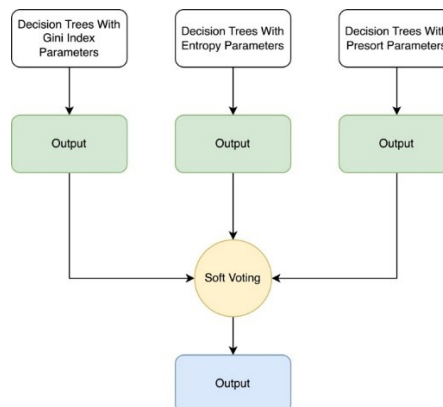 Decision Trees With
Gini Index
Parameters
Decision Trees With
Entropy Parameters
Decision Trees With
Presort Parameters
Output
Output
Output
Soft Voting
Output